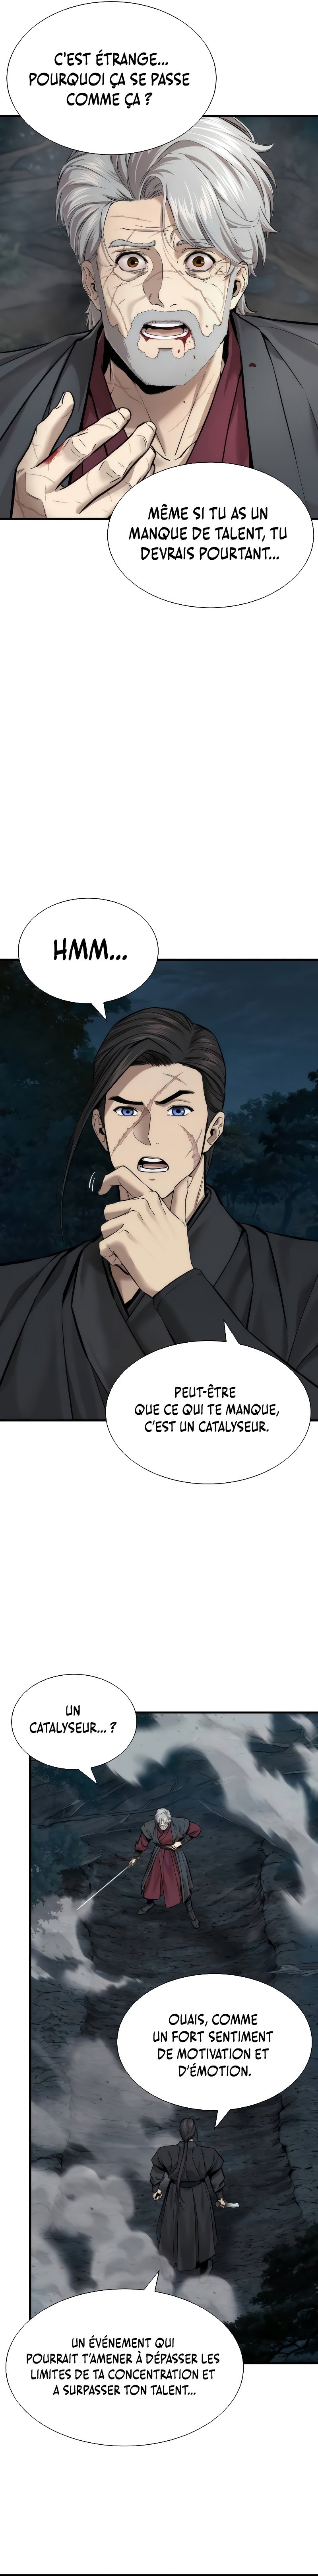 C'EST ÉTRANGE...
POURQUOI ÇA SE PASSE
COMME ÇA ?
MÊME SI TU AS UN
MANQUE DE TALENT, TU
DEVRAIS POURTANT...
HMM...
PEUT-ÊTRE
QUE CE QUI TE MANQUE,
C'EST UN CATALYSEUR.
UN
CATALYSEUR... ?
OUAIS, COMME
UN FORT SENTIMENT
DE MOTIVATION ET
D'ÉMOTION.
UN ÉVÉNEMENT QUI
POURRAIT T'AMENER À DÉPASSER LES
LIMITES DE TA CONCENTRATION ET
A SURPASSER TON TALENT...